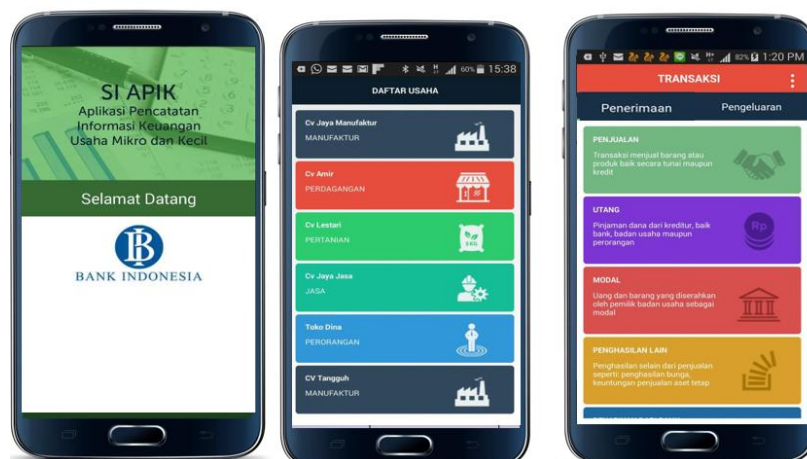 SI APIK
Aplikasi Pencatatan
Informasi Keuangan
Usaha Mikro dan Kecil
Selamat Datang
BANK INDONESIA
60% 15:38
DAFTAR USAHA
Cv Jaya Manufaktur
MANUFAKTUR
Cv Amir
PERDAGANGAN
Cv Lestari
PERTANIAN
Cv Jaya Jasa
JASA
Toko Dina
PERORANGAN
CV Tangguh
MANUFAKTUR
82% 1:20 PM
TRANSAKSI
Penerimaan Pengeluaran
PENJUALAN
Transaksi menjual barang atau
produk baik secara tunai maupun
kredit
UTANG
Pinjaman dana dari kreditur, baik
bank, badan usaha maupun
perorangan
Rp
MODAL
Uang dan barang yang diserahkan
oleh pemilik badan usaha sebagai
modal
PENGHASILAN LAIN
Penghasilan selain dari penjualan
seperti: penghasilan bunga,
keuntungan penjualan aset tetap